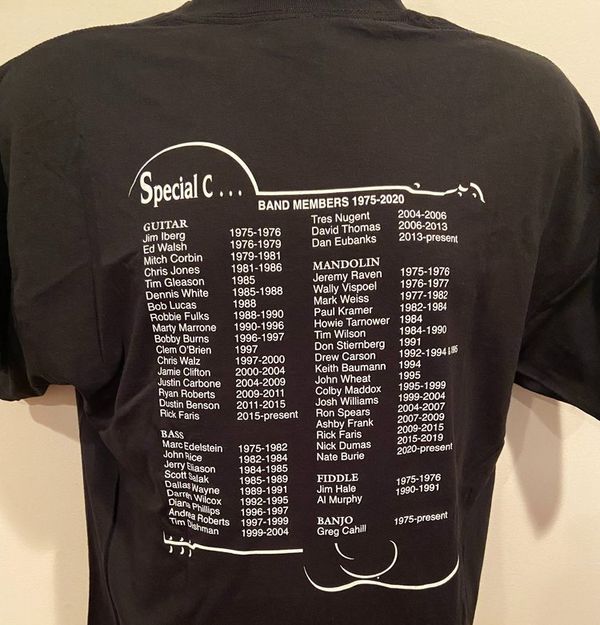 Special C . . .
BAND MEMBERS 1975-2020
GUITAR
Jim Iberg 1975-1976
Ed Walsh 1976-1979
Mitch Corbin 1979-1981
Chris Jones 1981-1986
Tim Gleason 1985
Dennis White 1985-1988
Bob Lucas 1988
Robbie Fulks 1988-1990
Marty Marrone 1990-1996
Bobby Burns 1996-1997
Clem O'Brien 1997
Chris Walz 1997-2000
Jamie Clifton 2000-2004
Justin Carbone 2004-2009
Ryan Roberts 2009-2011
Dustin Benson 2011-2015
Rick Faris 2015-present
BASS
Marc Edelstein 1975-1982
John Rice 1982-1984
Jerry Eliason 1984-1985
Scott Salak 1985-1989
Dallas Wayne 1989-1991
Darren Wilcox 1992-1995
Diana Phillips 1996-1997
Andrea Roberts 1997-1999
Tim Dishman 1999-2004
Tres Nugent 2004-2006
David Thomas 2006-2013
Dan Eubanks 2013-present
MANDOLIN
Jeremy Raven 1975-1976
Wally Vispoel 1976-1977
Mark Weiss 1977-1982
Paul Kramer 1982-1984
Howie Tarnower 1984
Tim Wilson 1984-1990
Don Stiernberg 1991
Drew Carson 1992-1994 & 1995
Keith Baumann 1994
John Wheat 1995
Colby Maddox 1995-1999
Josh Williams 1999-2004
Ron Spears 2004-2007
Ashby Frank 2007-2009
Rick Faris 2009-2015
Nick Dumas 2015-2019
Nate Burie 2020-present
FIDDLE
Jim Hale 1975-1976
Al Murphy 1990-1991
BANJO
Greg Cahill 1975-present